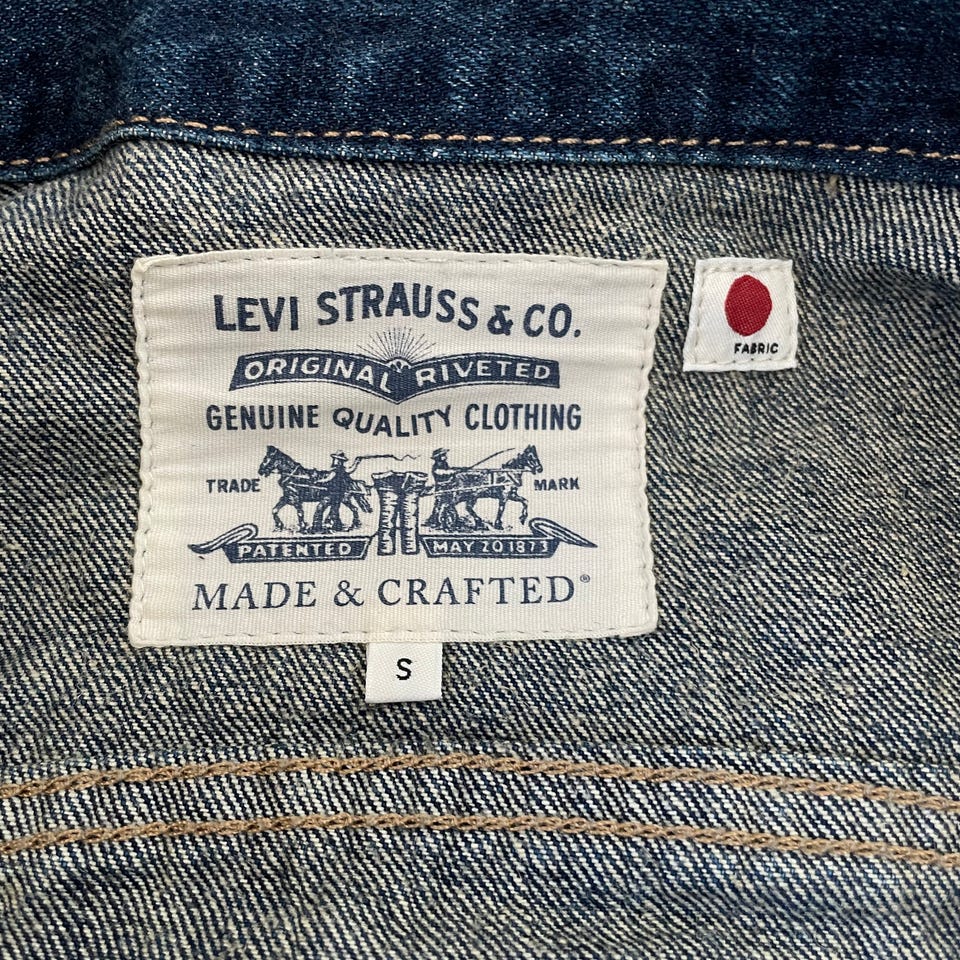 LEVI STRAUSS & CO.
ORIGINAL RIVETED
GENUINE QUALITY CLOTHING
TRADE MARK
PATENTED MAY 20 1873
MADE & CRAFTED®
S
FABRIC